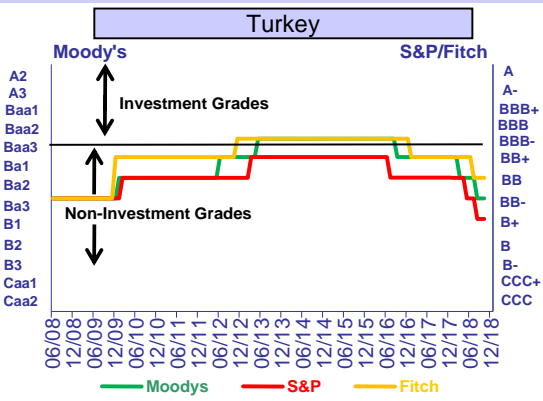 Turkey
Moody's S&P/Fitch
A2 A
A3 A-
Baa1 Investment Grades BBB+
Baa2 BBB
Baa3 BBB-
Ba1 BB+
Ba2 BB
Ba3 Non-Investment Grades BB-
B1 B+
B2 B
B3 B-
Caa1 CCC+
Caa2 CCC
06/08 12/08 06/09 12/09 06/10 12/10 06/11 12/11 06/12 12/12 06/13 12/13 06/14 12/14 06/15 12/15 06/16 12/16 06/17 12/17 06/18 12/18
Moodys S&P Fitch